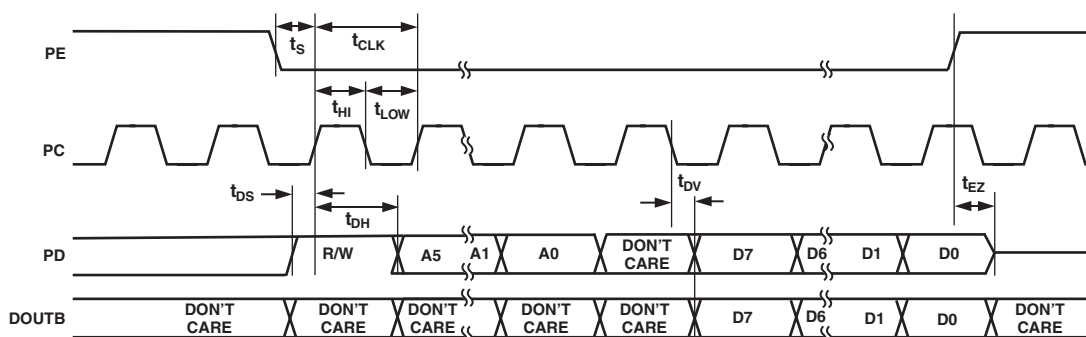 PE
tS
tCLK
tHI
tLOW
PC
tDS
tDH
tDV
tEZ
PD
R/W
A5
A1
A0
DON'T
CARE
D7
D6
D1
D0
DOUTB
DON'T
CARE
DON'T
CARE
DON'T
CARE
DON'T
CARE
DON'T
CARE
D7
D6
D1
D0
DON'T
CARE